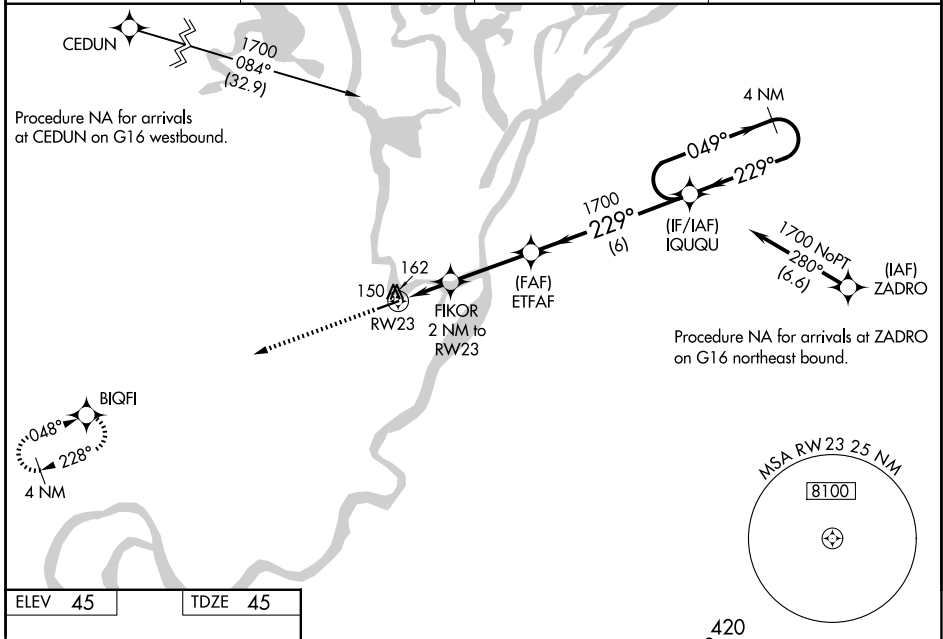 CEDUN
1700
084°
(32.9)
Procedure NA for arrivals
at CEDUN on G16 westbound.
4 NM
049°
229°
1700
229°
(6)
(IF/IAF)
IQUQU
1700 NoPT
280°
(6.6)
(IAF)
ZADRO
(FAF)
ETFAF
162
150
RW23
FIKOR
2 NM to
RW23
Procedure NA for arrivals at ZADRO
on G16 northeast bound.
BIQFI
048°
228°
4 NM
MSA RW23 25 NM
8100
ELEV 45
TDZE 45
420